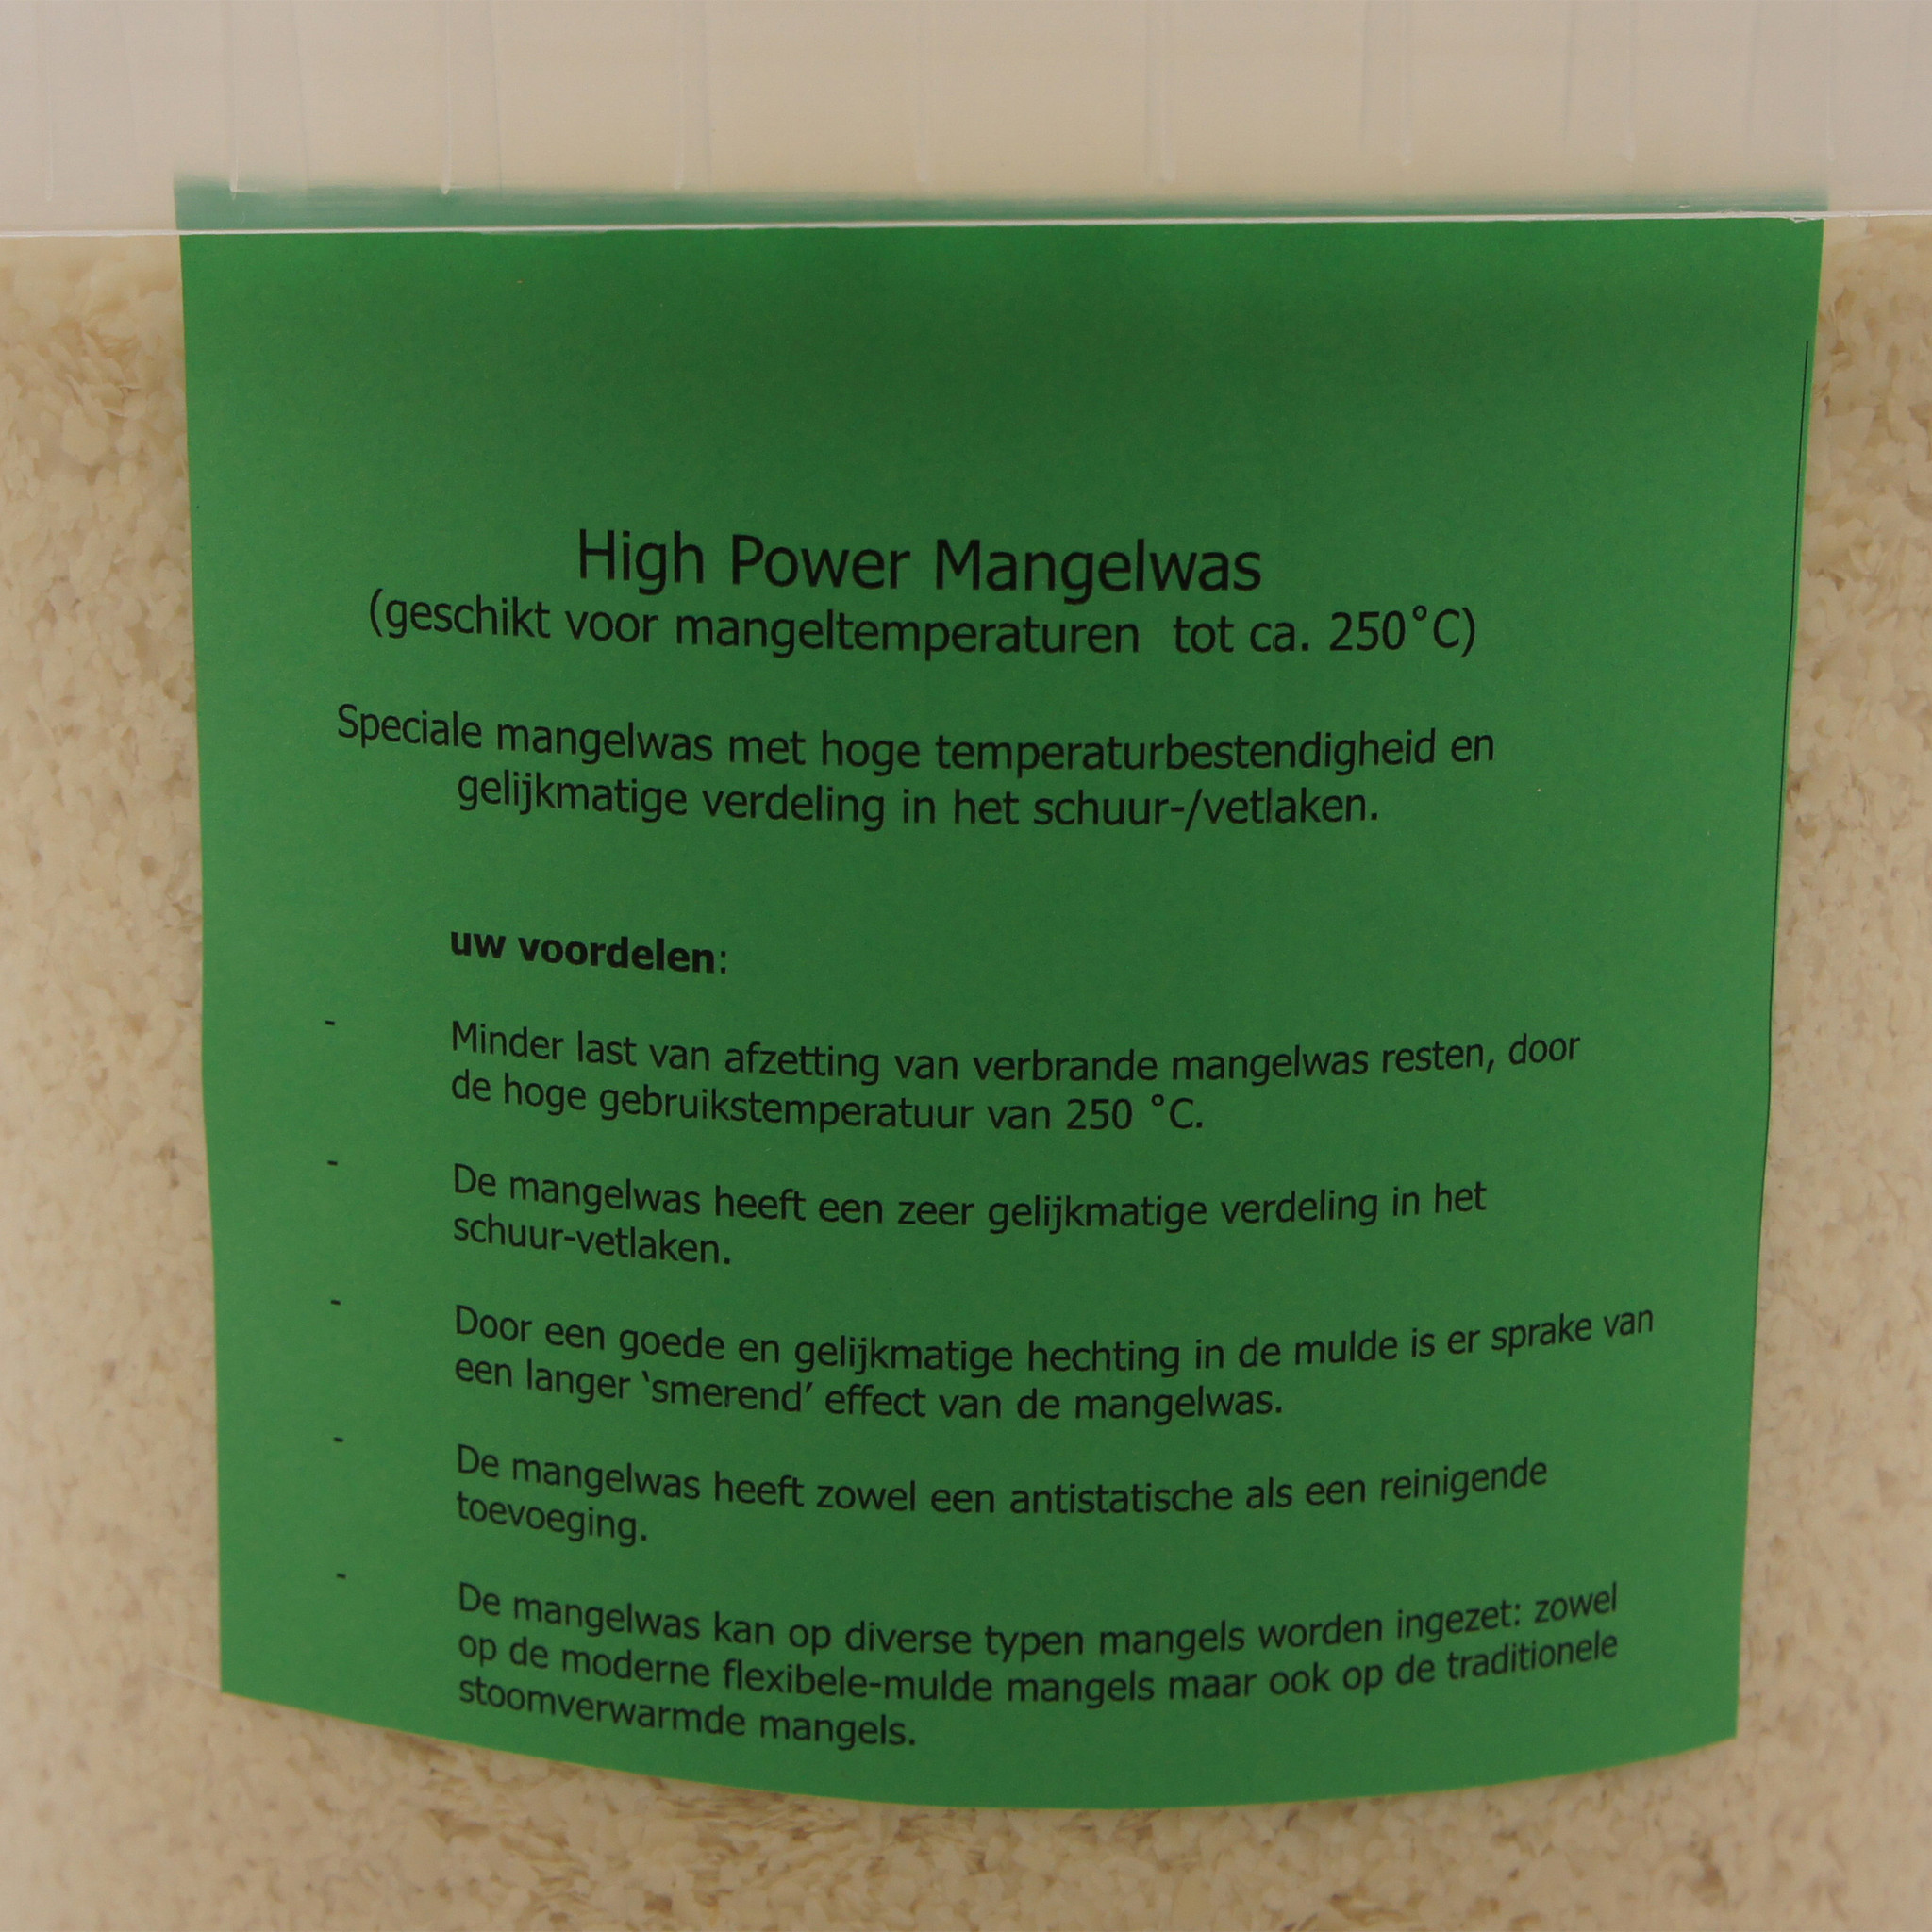 High Power Mangelwas
(geschikt voor mangeltemperaturen tot ca. 250°C)
Speciale mangelwas met hoge temperaturbestendigheid en
gelijkmatige verdeling in het schuur-/vetlaken.
uw voordelen:
- Minder last van afzetting van verbrande mangelwas resten, door
de hoge gebruikstemperatuur van 250 °C.
- De mangelwas heeft een zeer gelijkmatige verdeling in het
schuur-vetlaken.
- Door een goede en gelijkmatige hechting in de mulde is er sprake van
een langer ‘smerend’ effect van de mangelwas.
- De mangelwas heeft zowel een antistatische als een reinigende
toevoeging.
- De mangelwas kan op diverse typen mangels worden ingezet: zowel
op de moderne flexibele-mulde mangels maar ook op de traditionele
stoomverwarmde mangels.